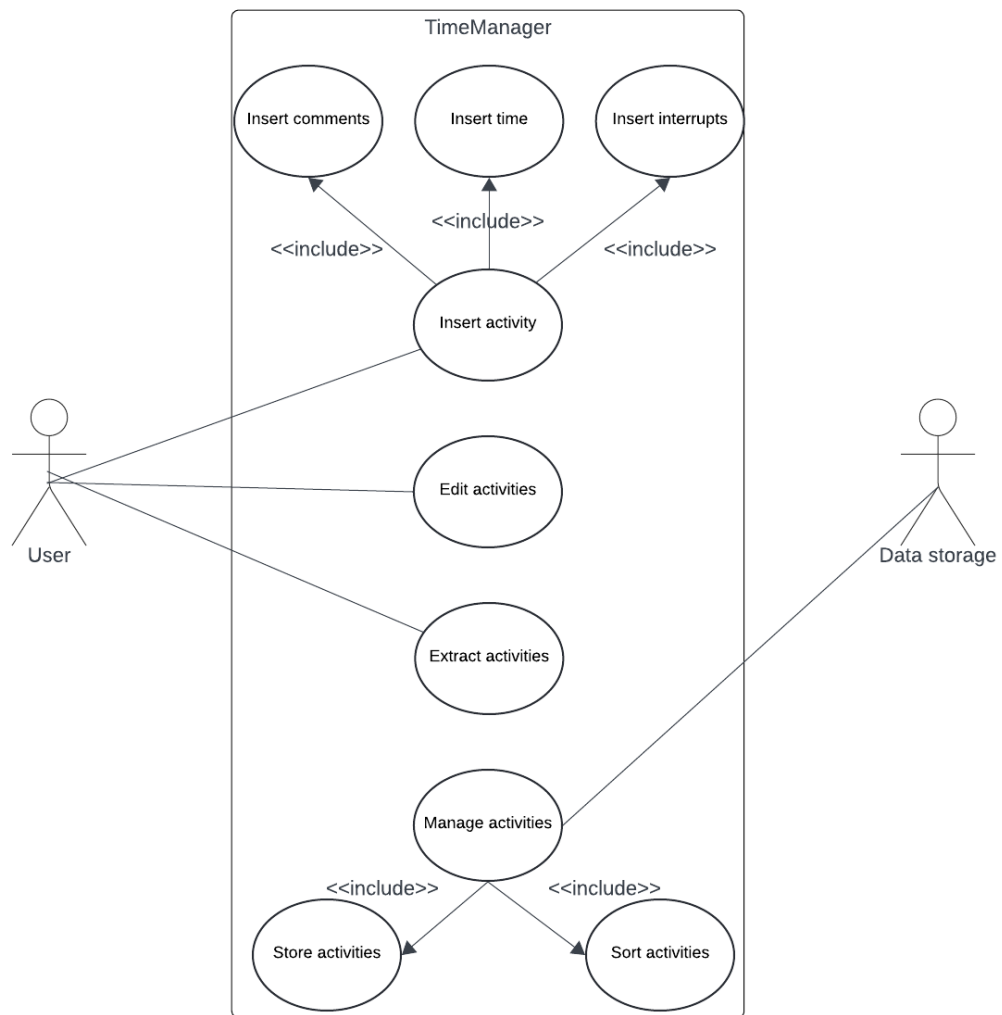 TimeManager
Insert comments
Insert time
Insert interrupts
<<include>>
<<include>>
<<include>>
Insert activity
Edit activities
User
Data storage
Extract activities
Manage activities
<<include>>
<<include>>
Store activities
Sort activities